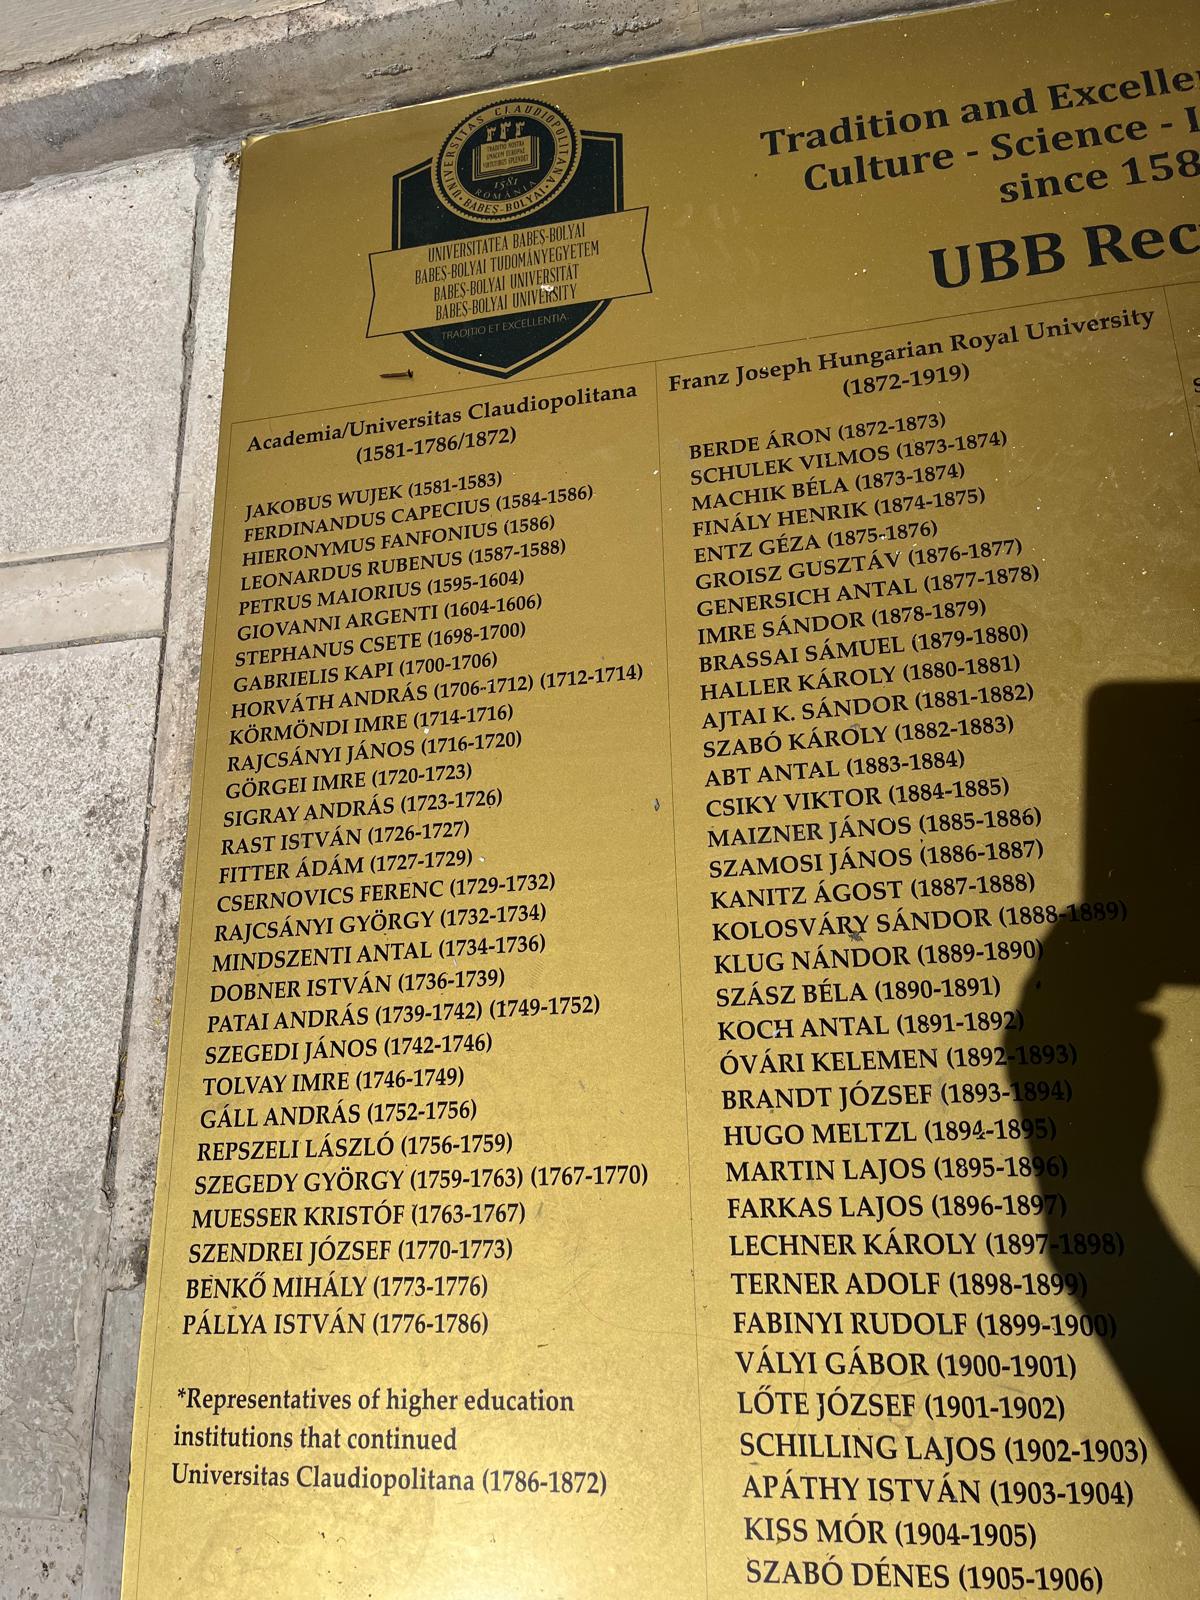 UNIVERSITAS CLAUDIOPOLITANA
TRADITIO NOSTRA
UNACUM EUROPAE
VIRTUTIBUS SPLENDET
1581
ROMÂNIA
BABEȘ-BOLYAI
UNIVERSITATEA BABEȘ-BOLYAI
BABEȘ-BOLYAI TUDOMÁNYEGYETEM
BABEȘ-BOLYAI UNIVERSITÄT
BABEȘ-BOLYAI UNIVERSITY
TRADITIO ET EXCELLENTIA
Tradition and
Culture - Science -
since
UBB
Academia/Universitas Claudiopolitana
(1581-1786/1872)
JAKOBUS WUJEK (1581-1583)
FERDINANDUS CAPECIUS (1584-1586)
HIERONYMUS FANFONIUS (1586)
LEONARDUS RUBENUS (1587-1588)
PETRUS MAIORIUS (1595-1604)
GIOVANNI ARGENTI (1604-1606)
STEPHANUS CSETE (1698-1700)
GABRIELIS KAPI (1700-1706)
HORVÁTH ANDRÁS (1706-1712) (1712-1714)
KÖRMÖNDI IMRE (1714-1716)
RAJCSÁNYI JÁNOS (1716-1720)
GÖRGEI IMRE (1720-1723)
SIGRAY ANDRÁS (1723-1726)
RAST ISTVÁN (1726-1727)
FITTER ÁDÁM (1727-1729)
CSERNOVICS FERENC (1729-1732)
RAJCSÁNYI GYÖRGY (1732-1734)
MINDSZENTI ANTAL (1734-1736)
DOBNER ISTVÁN (1736-1739)
PATAI ANDRÁS (1739-1742) (1749-1752)
SZEGEDI JÁNOS (1742-1746)
TOLVAY IMRE (1746-1749)
GÁLL ANDRÁS (1752-1756)
REPSZELI LÁSZLÓ (1756-1759)
SZEGEDY GYÖRGY (1759-1763) (1767-1770)
MUESSER KRISTÓF (1763-1767)
SZENDREI JÓZSEF (1770-1773)
BENKŐ MIHÁLY (1773-1776)
PÁLLYA ISTVÁN (1776-1786)
*Representatives of higher education
institutions that continued
Universitas Claudiopolitana (1786-1872)
Franz Joseph Hungarian Royal University
(1872-1919)
BERDE ÁRON (1872-1873)
SCHULEK VILMOS (1873-1874)
MACHIK BÉLA (1873-1874)
FINÁLY HENRIK (1874-1875)
ENTZ GÉZA (1875-1876)
GROISZ GUSZTÁV (1876-1877)
GENERSICH ANTAL (1877-1878)
IMRE SÁNDOR (1878-1879)
BRASSAI SÁMUEL (1879-1880)
HALLER KÁROLY (1880-1881)
AJTAI K. SÁNDOR (1881-1882)
SZABÓ KÁROLY (1882-1883)
ABT ANTAL (1883-1884)
CSIKY VIKTOR (1884-1885)
MAIZNER JÁNOS (1885-1886)
SZAMOSI JÁNOS (1886-1887)
KANITZ ÁGOST (1887-1888)
KOLOSVÁRY SÁNDOR (1888-1889)
KLUG NÁNDOR (1889-1890)
SZÁSZ BÉLA (1890-1891)
KOCH ANTAL (1891-1892)
ÓVÁRI KELEMEN (1892-1893)
BRANDT JÓZSEF (1893-1894)
HUGO MELTZL (1894-1895)
MARTIN LAJOS (1895-1896)
FARKAS LAJOS (1896-1897)
LECHNER KÁROLY (1897-1898)
TERNER ADOLF (1898-1899)
FABINYI RUDOLF (1899-1900)
VÁLYI GÁBOR (1900-1901)
LŐTE JÓZSEF (1901-1902)
SCHILLING LAJOS (1902-1903)
APÁTHY ISTVÁN (1903-1904)
KISS MÓR (1904-1905)
SZABÓ DÉNES (1905-1906)